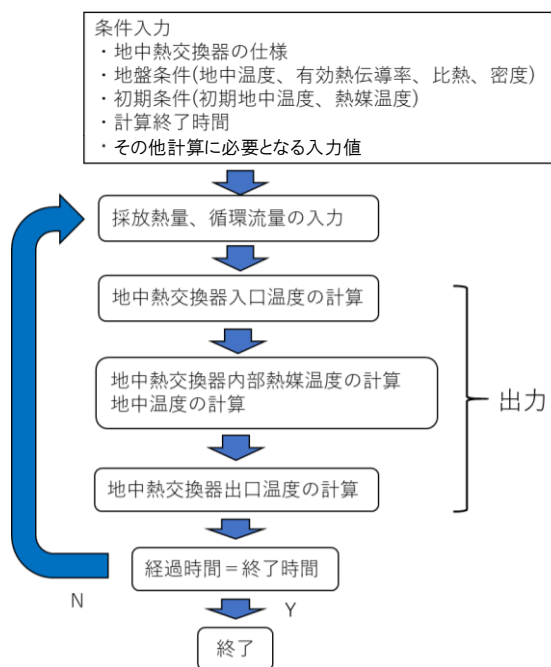 条件入力
・地中熱交換器の仕様
・地盤条件(地中温度、有効熱伝導率、比熱、密度)
・初期条件(初期地中温度、熱媒温度)
・計算終了時間
・その他計算に必要となる入力値
採放熱量、循環流量の入力
地中熱交換器入口温度の計算
地中熱交換器内部熱媒温度の計算
地中温度の計算
出力
地中熱交換器出口温度の計算
経過時間＝終了時間
N
Y
終了